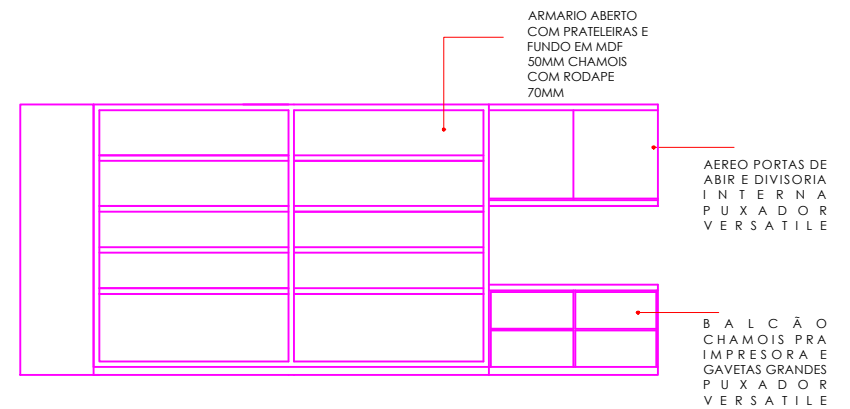 ARMARIO ABERTO
COM PRATELEIRAS E
FUNDO EM MDF
50MM CHAMOIS
COM RODAPE
70MM
AEREO PORTAS DE
ABIR E DIVISORIA
INTERNA
PUXADOR
VERSATILE
BALCÃO
CHAMOIS PRA
IMPRESORA E
GAVETAS GRANDES
PUXADOR
VERSATILE